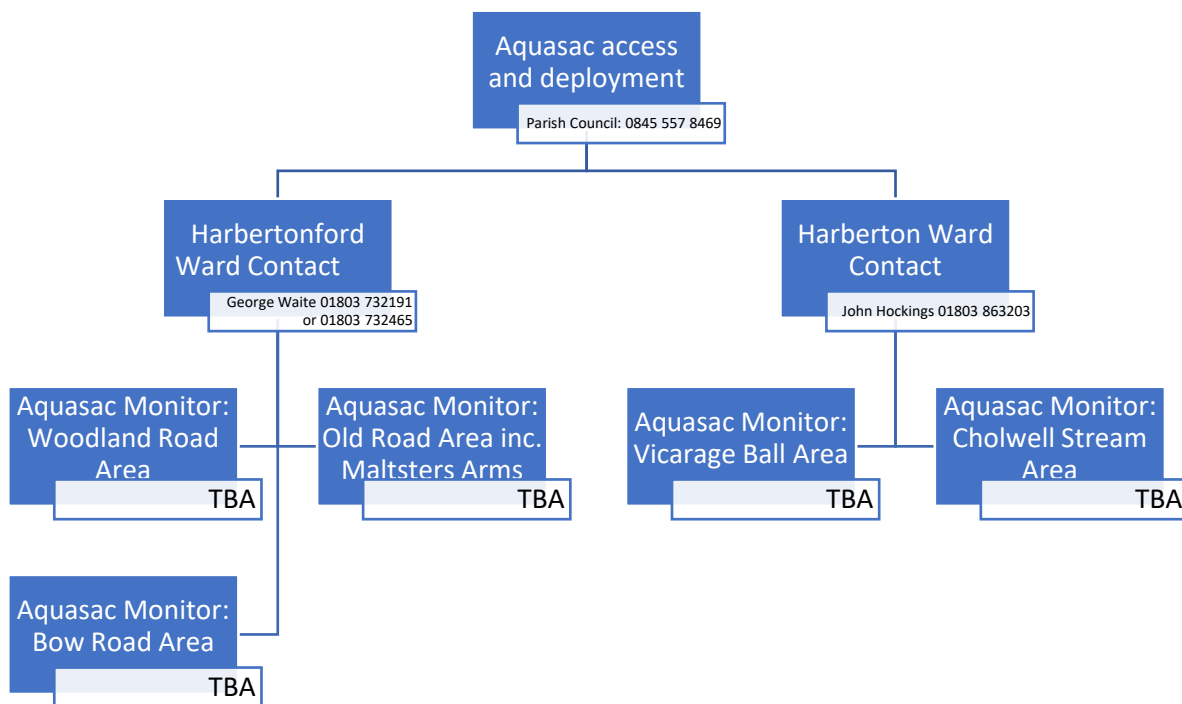 Aquasac access
and deployment
Parish Council: 0845 557 8469
Harbertonford
Ward Contact
George Waite 01803 732191
or 01803 732465
Harberton Ward
Contact
John Hockings 01803 863203
Aquasac Monitor:
Woodland Road
Area
TBA
Aquasac Monitor:
Old Road Area inc.
Maltsters Arms
TBA
Aquasac Monitor:
Vicarage Ball Area
TBA
Aquasac Monitor:
Cholwell Stream
Area
TBA
Aquasac Monitor:
Bow Road Area
TBA